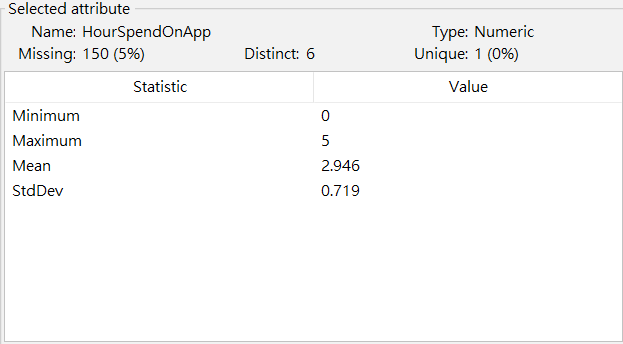 Selected attribute
Name: HourSpendOnApp Type: Numeric
Missing: 150 (5%) Distinct: 6 Unique: 1 (0%)
Statistic Value
Minimum 0
Maximum 5
Mean 2.946
StdDev 0.719